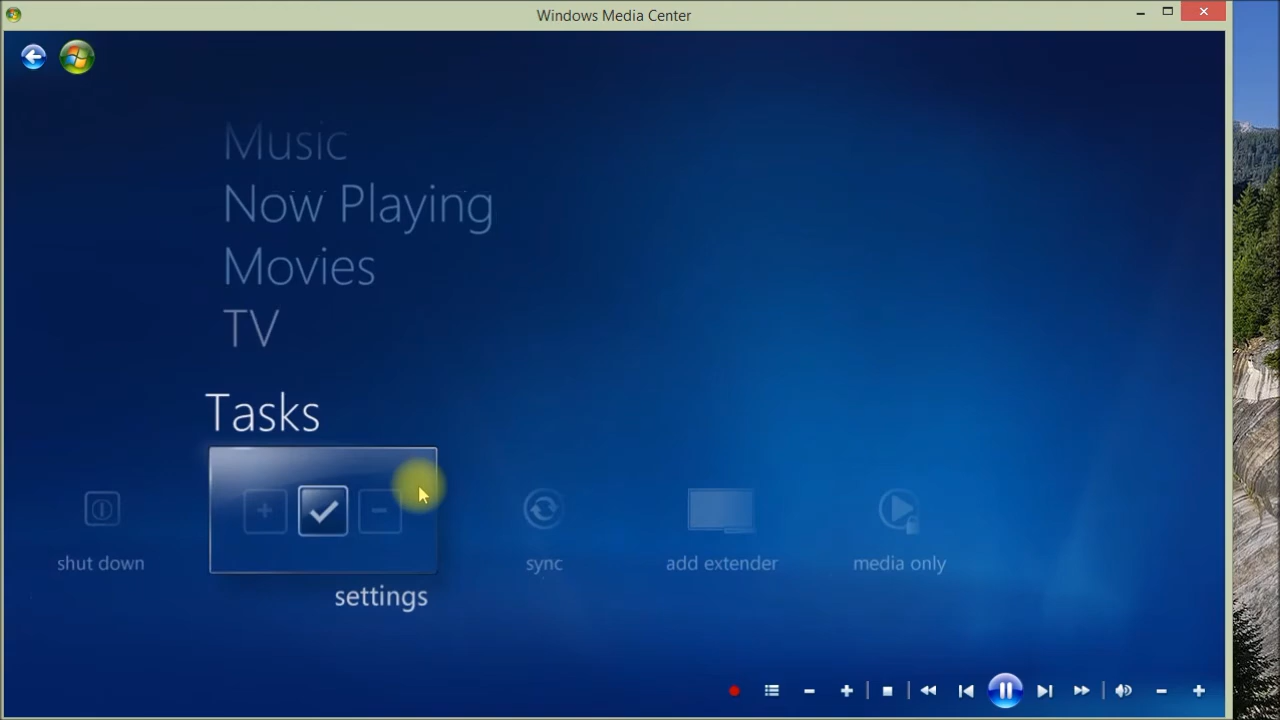 Windows Media Center
Music
Now Playing
Movies
TV
Tasks
shut down
settings
sync
add extender
media only